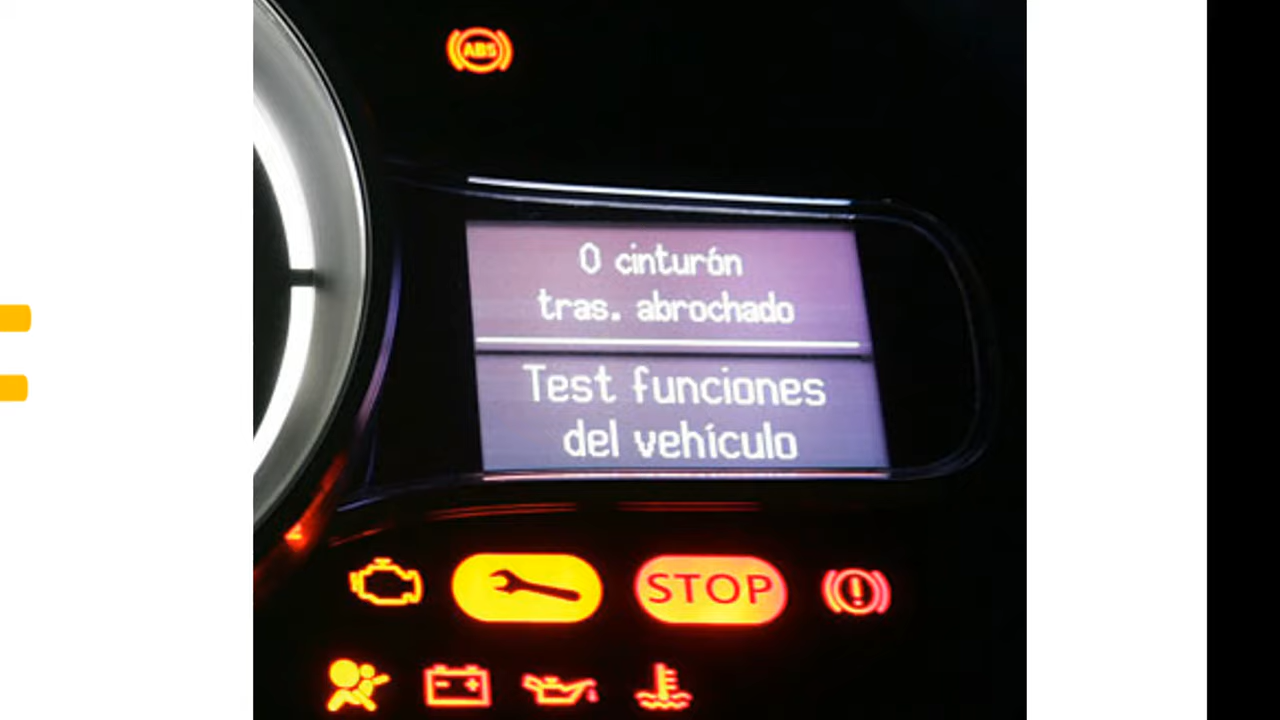 ABS
0 cinturón
tras. abrochado
Test funciones
del vehículo
STOP